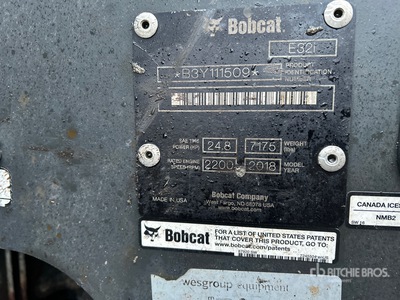 Bobcat
E32i
*B3Y111509*
PRODUCT
IDENTIFICATION
NUMBER
SAE TYPE
POWER (HP)
24.8
7175
WEIGHT
RATED ENGINE
SPEED (RPM)
2200
2018
MODEL
YEAR
MADE IN USA
Bobcat Company
West Fargo, ND 58078 USA
www.bobcat.com
CANADA ICES
NMB2
Bobcat
FOR A LIST OF UNITED STATES PATENTS
THAT COVER THIS PRODUCT, GO TO:
www.bobcat.com/patents
wesgroup equipment
RITCHIE BROS.